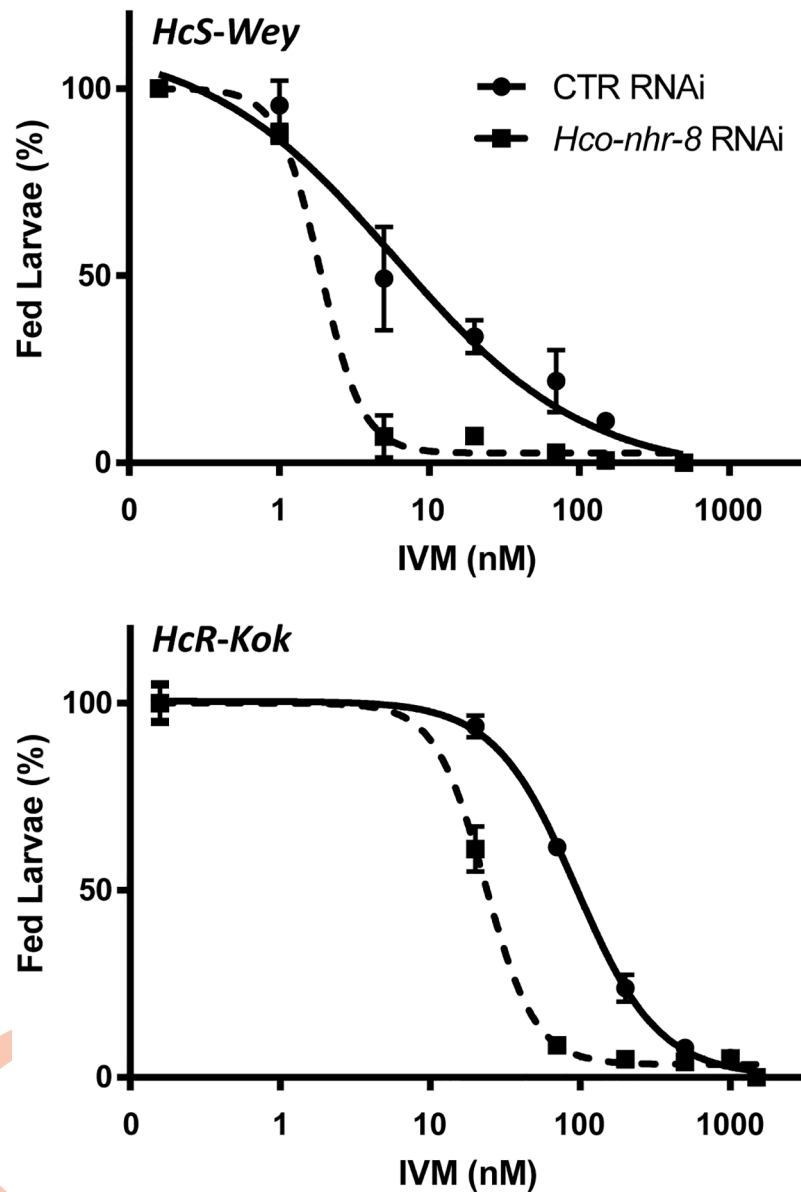 HcS-Wey
CTR RNAi
Hco-nhr-8 RNAi
Fed Larvae (%)
100
50
0
0 1 10 100 1000
IVM (nM)
HcR-Kok
Fed Larvae (%)
100
50
0
0 1 10 100 1000
IVM (nM)